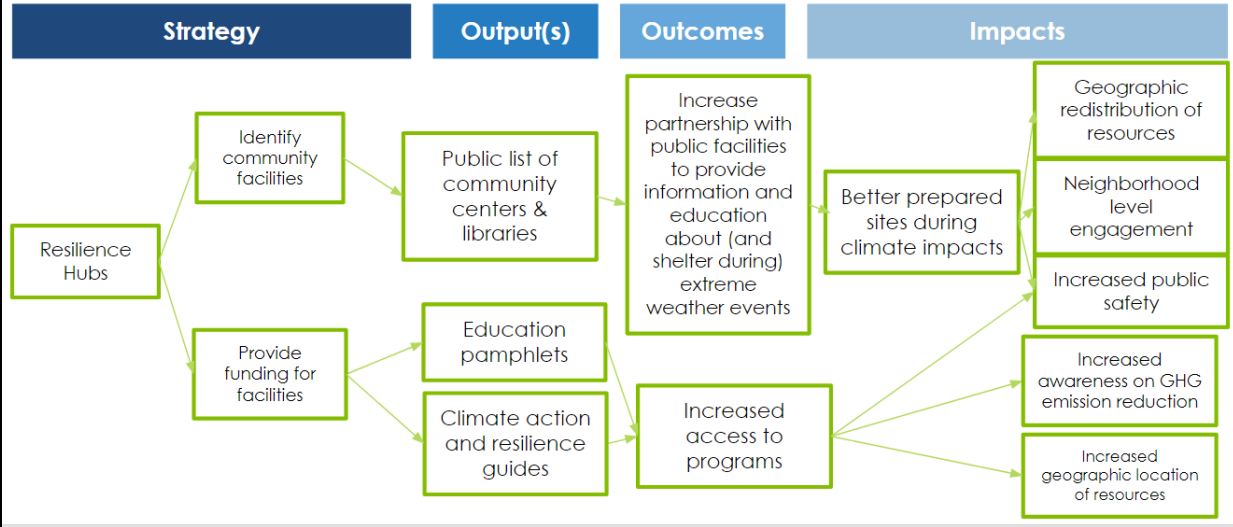 Strategy
Output(s)
Outcomes
Impacts
Resilience
Hubs
Identify
community
facilities
Provide
funding for
facilities
Public list of
community
centers &
libraries
Education
pamphlets
Climate action
and resilience
guides
Increase
partnership with
public facilities
to provide
information and
education
about (and
shelter during)
extreme
weather events
Increased
access to
programs
Better prepared
sites during
climate impacts
Geographic
redistribution of
resources
Neighborhood
level
engagement
Increased public
safety
Increased
awareness on GHG
emission reduction
Increased
geographic location
of resources